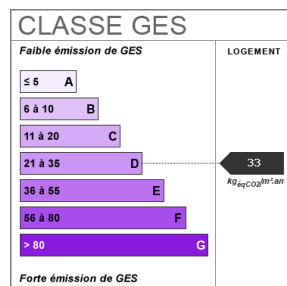 CLASSE GES
Faible émission de GES
LOGEMENT
≤ 5 A
6 à 10 B
11 à 20 C
21 à 35 D
33
kgéqCO2/m².an
36 à 55 E
56 à 80 F
> 80 G
Forte émission de GES